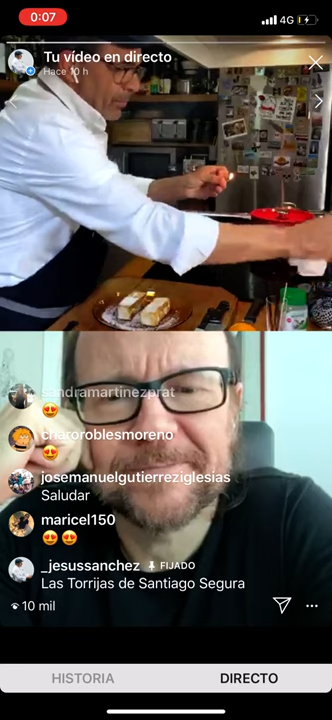 0:07
4G
Tu vídeo en directo
Hace 10 h
sandramartinezprat
😍
charoroblesmoreno
😍
josemanuelgutierreziglesias
Saludar
maricel150
😍😍
_jesussanchez FIJADO
Las Torrijas de Santiago Segura
10 mil
HISTORIA
DIRECTO